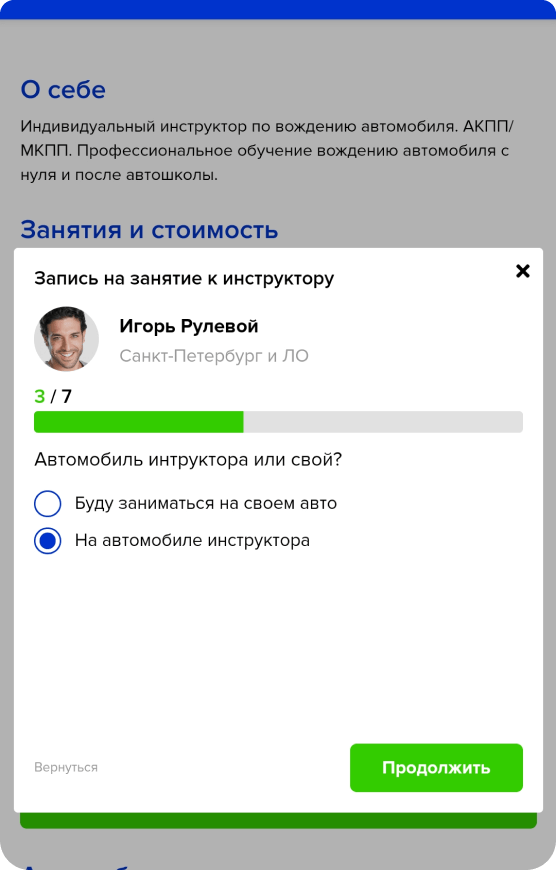 О себе
Индивидуальный инструктор по вождению автомобиля. АКПП/
МКПП. Профессиональное обучение вождению автомобиля с
нуля и после автошколы.
Занятия и стоимость
Запись на занятие к инструктору
Игорь Рулевой
Санкт-Петербург и ЛО
3 / 7
Автомобиль интруктора или свой?
Буду заниматься на своем авто
На автомобиле инструктора
Вернуться
Продолжить